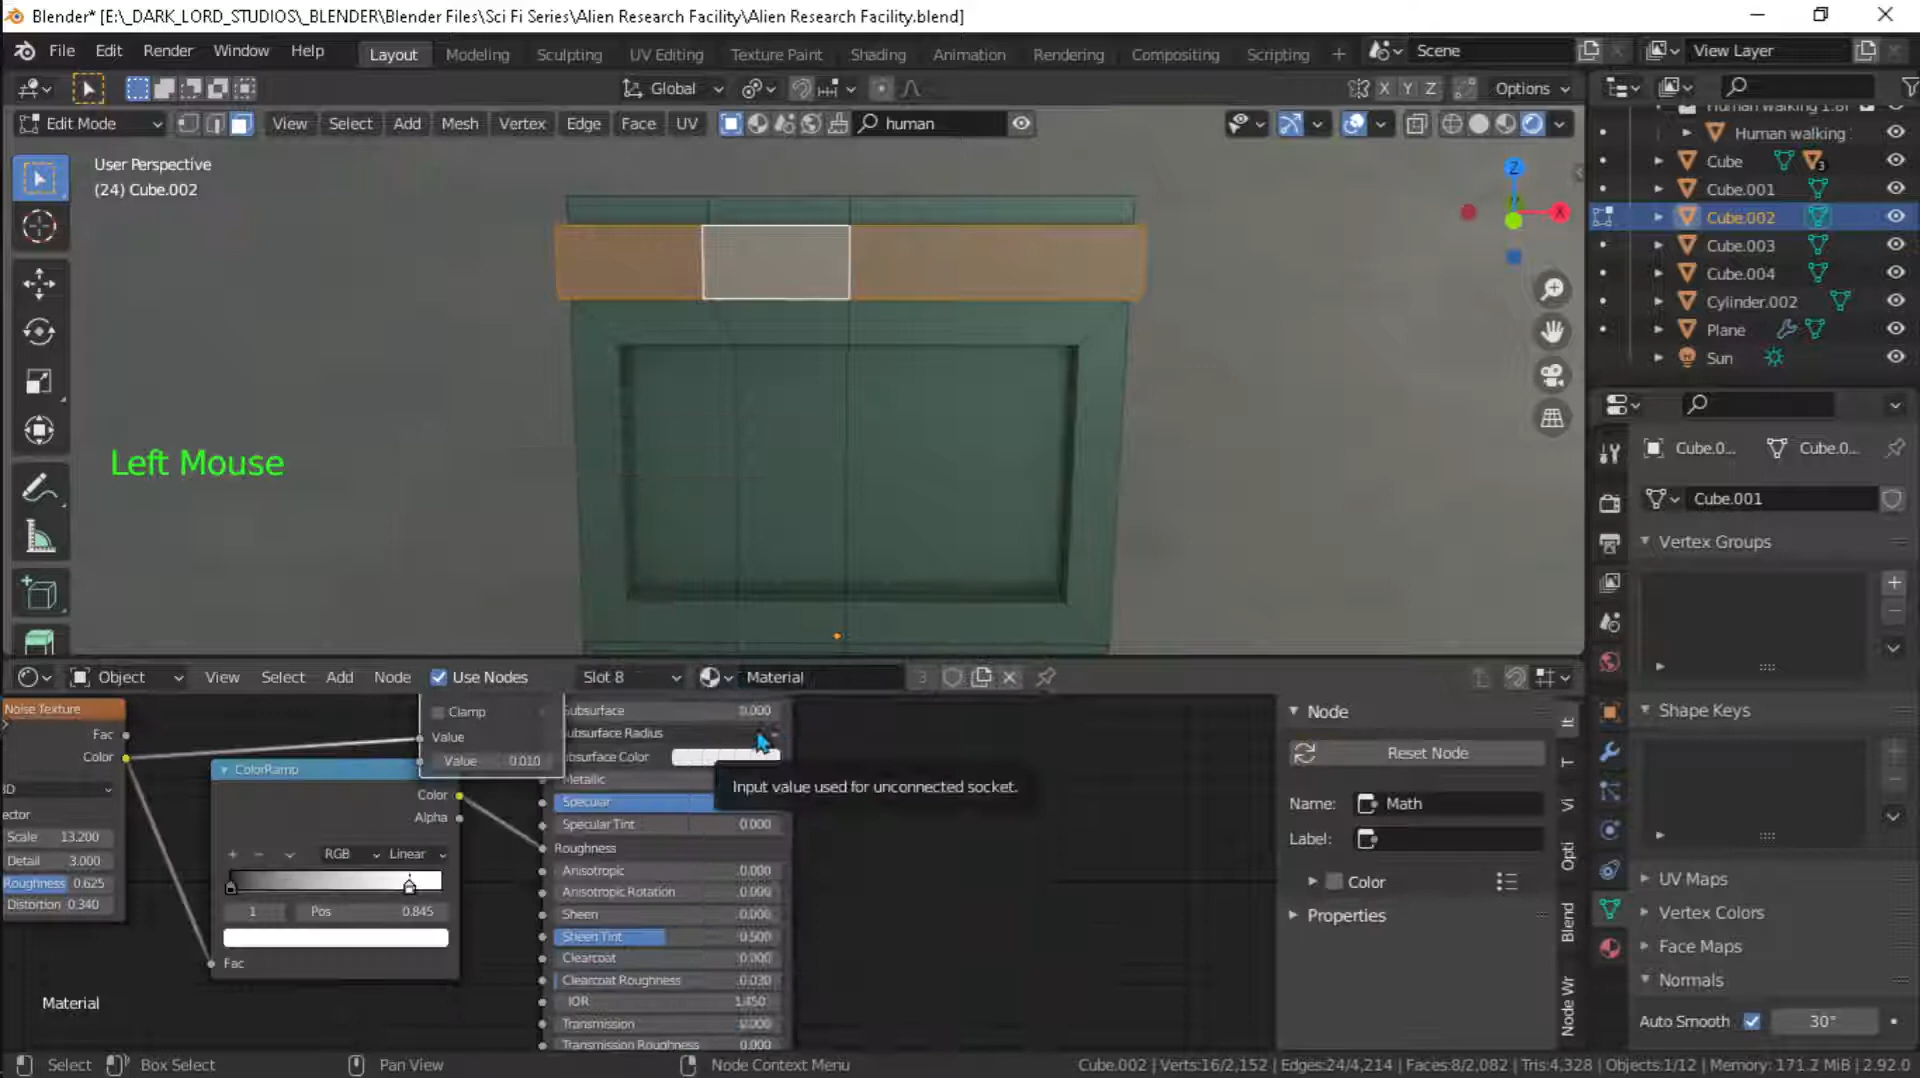 Blender* [E:\_DARK_LORD_STUDIOS\_BLENDER\Blender Files\Sci Fi Series\Alien Research Facility\Alien Research Facility.blend]
File Edit Render Window Help Layout Modeling Sculpting UV Editing Texture Paint Shading Animation Rendering Compositing Scripting + Scene View Layer
Global X Y Z Options
Edit Mode View Select Add Mesh Vertex Edge Face UV human
User Perspective
(24) Cube.002
Z
X
Left Mouse
Human walking
Cube 3
Cube.001
Cube.002
Cube.003
Cube.004
Cylinder.002
Plane
Sun
Cube.0... Cube.0...
Cube.001
Vertex Groups
Shape Keys
UV Maps
Vertex Colors
Face Maps
Normals
Auto Smooth 30°
Object View Select Add Node Use Nodes Slot 8 Material 3
Noise Texture
Fac
Color
Scale 13.200
Detail 3.000
Roughness 0.625
Distortion 0.340
ColorRamp
Color
Alpha
RGB Linear
1 Pos 0.845
Fac
Clamp
Value
Value 0.010
Subsurface 0.000
Subsurface Radius
Subsurface Color
Metallic
Specular
Specular Tint 0.000
Roughness
Anisotropic 0.000
Anisotropic Rotation 0.000
Sheen 0.000
Sheen Tint 0.500
Clearcoat 0.000
Clearcoat Roughness 0.030
IOR 1.450
Transmission 0.000
Transmission Roughness 0.000
Input value used for unconnected socket.
Node
Reset Node
Name: Math
Label:
Color
Properties
It
T
Vi
Opti
Blend
Node Wr
Material
Select Box Select Pan View Node Context Menu Cube.002 | Verts:16/2,152 | Edges:24/4,214 | Faces:8/2,082 | Tris:4,328 | Objects:1/12 | Memory: 171.2 MiB | 2.92.0